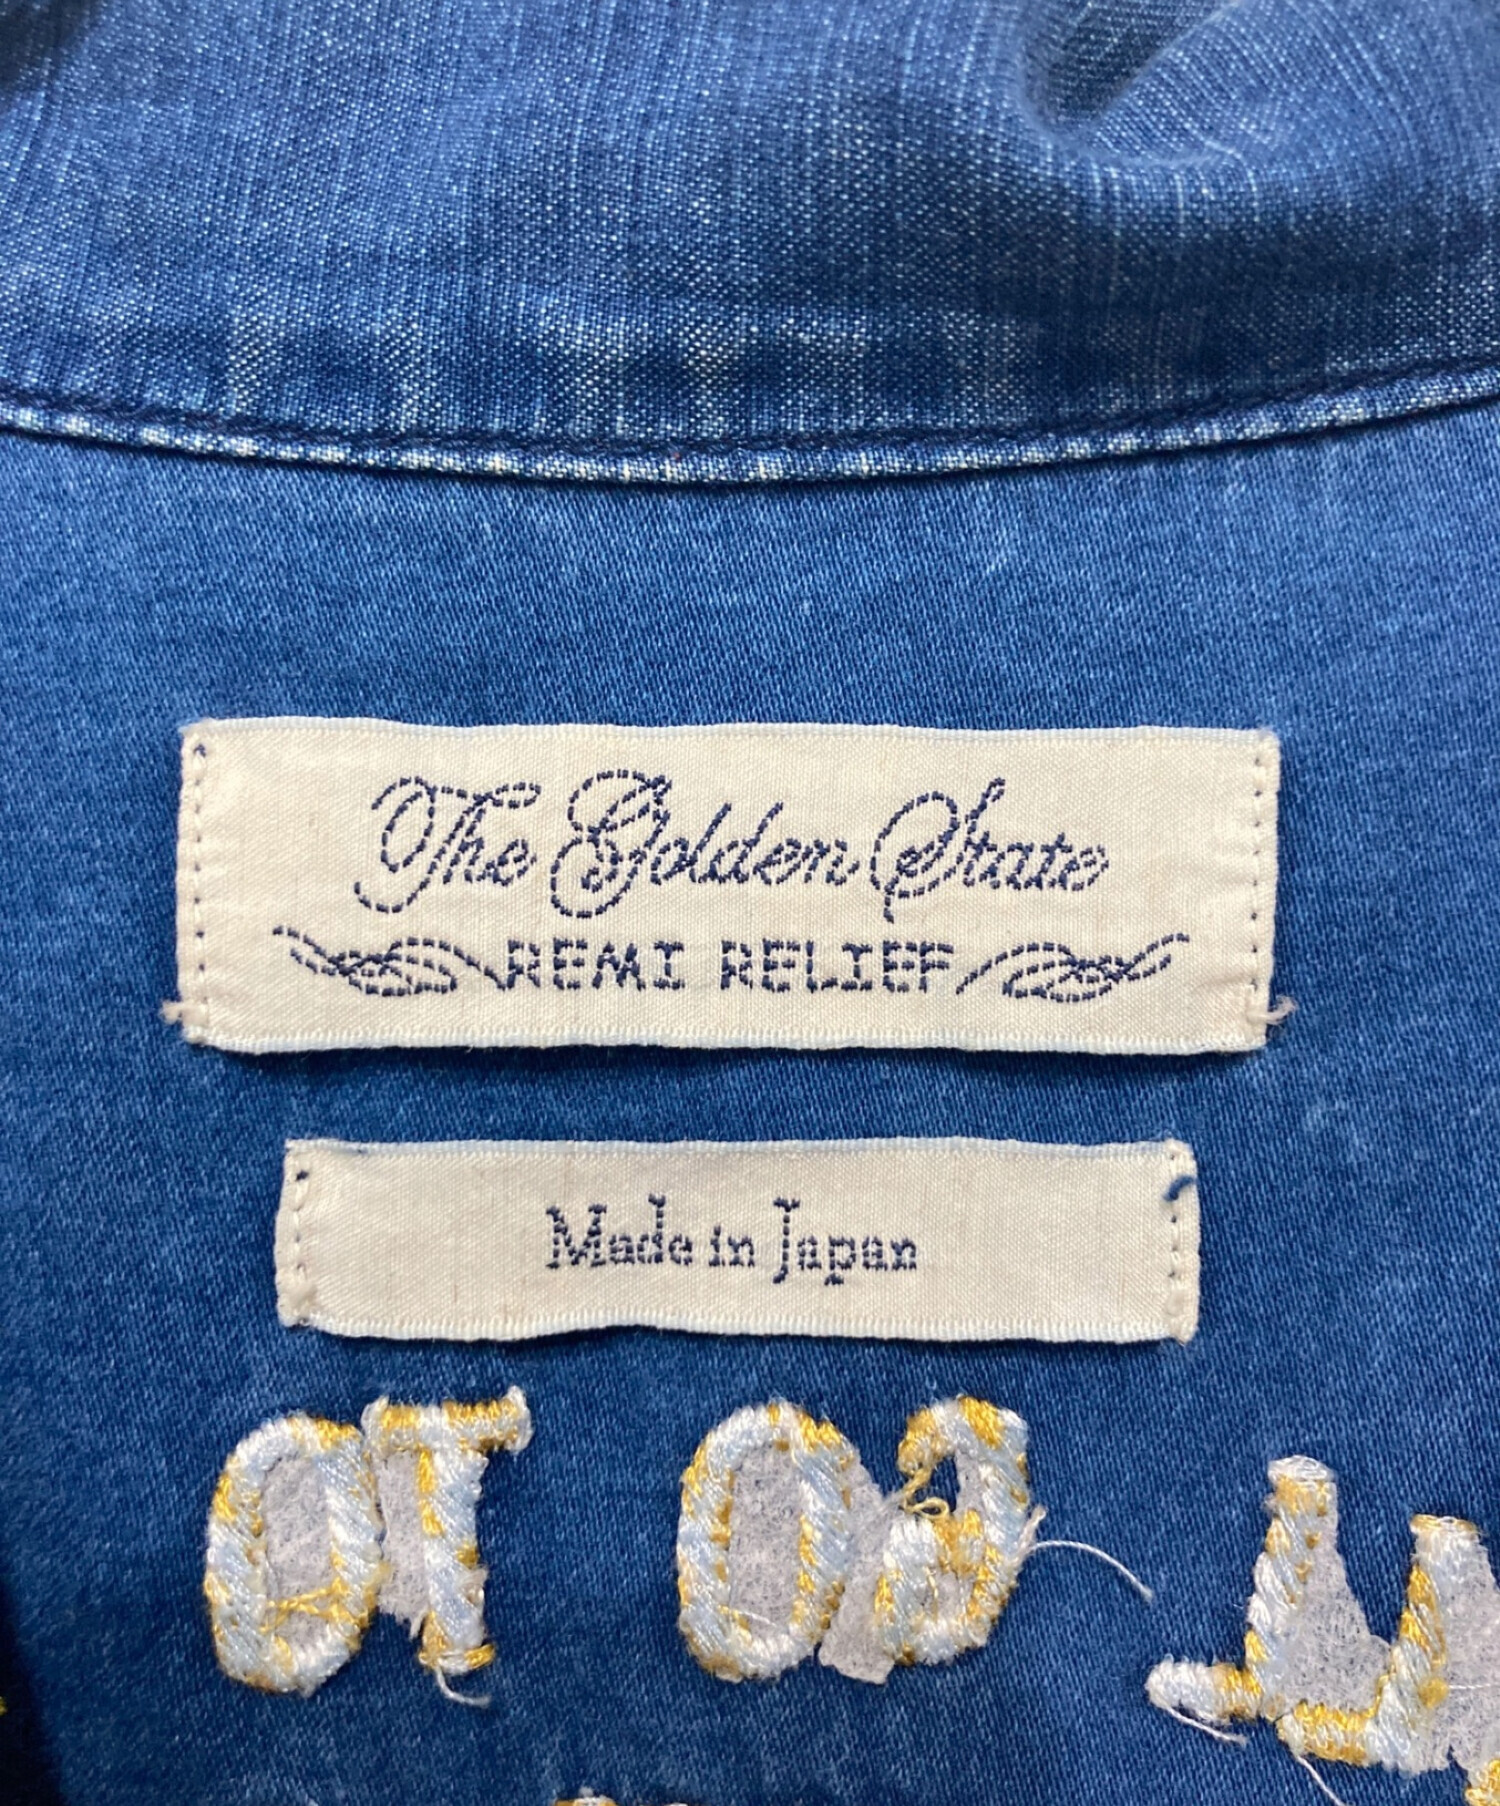 The Golden State
REMI RELIEF
Made in Japan